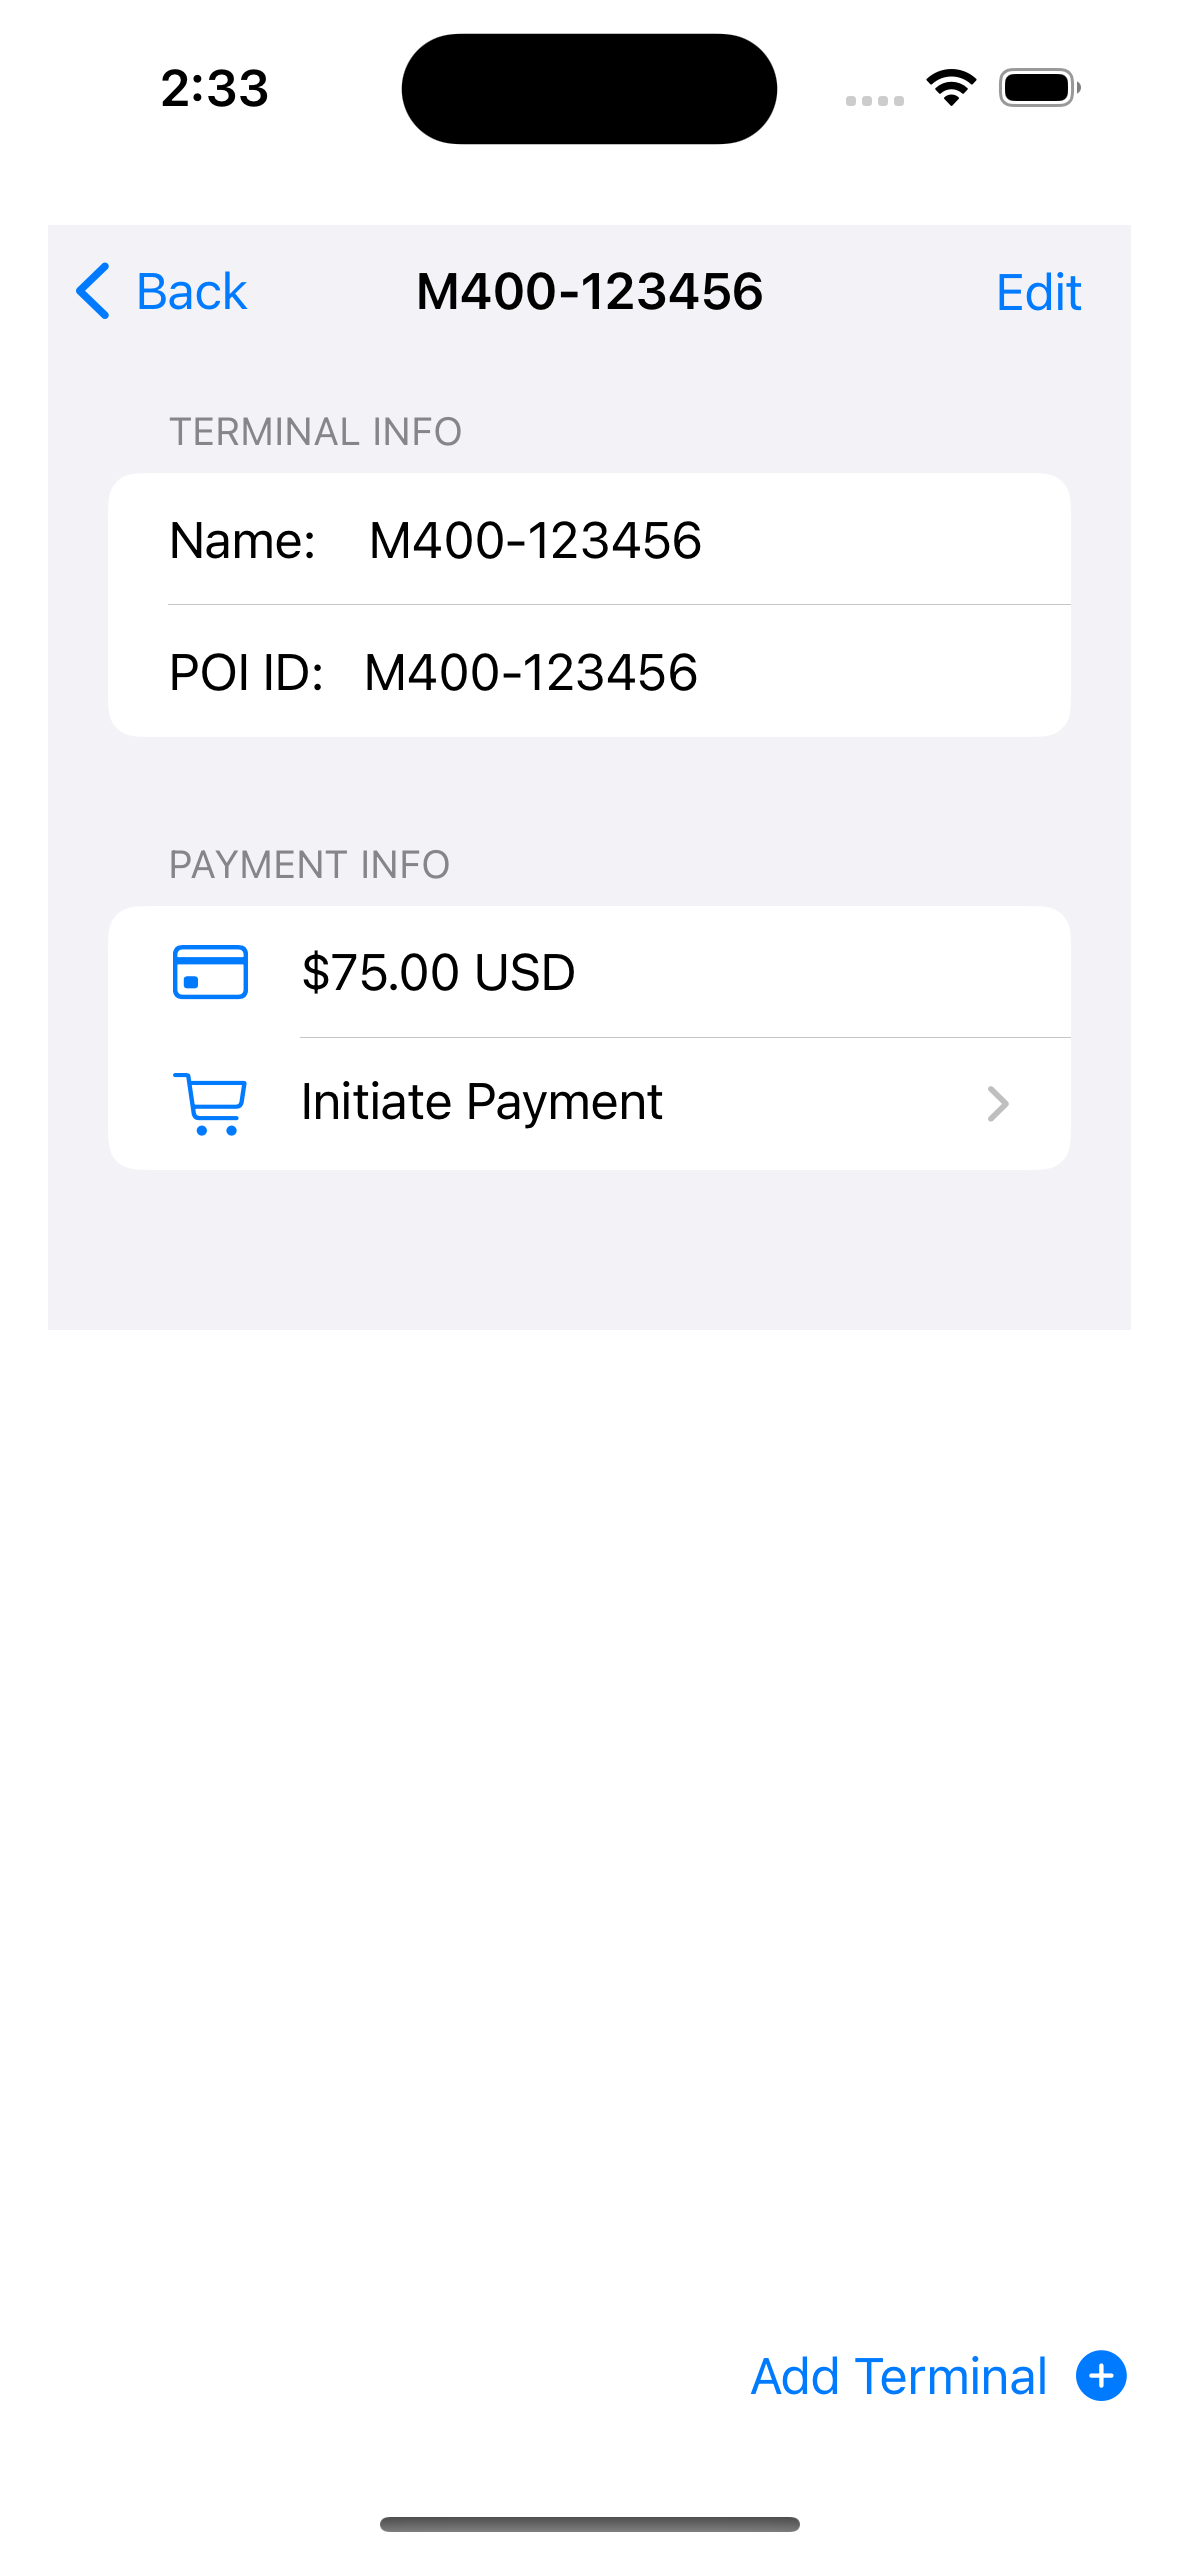 2:33
Back M400-123456 Edit
TERMINAL INFO
Name: M400-123456
POI ID: M400-123456
PAYMENT INFO
$75.00 USD
Initiate Payment
Add Terminal